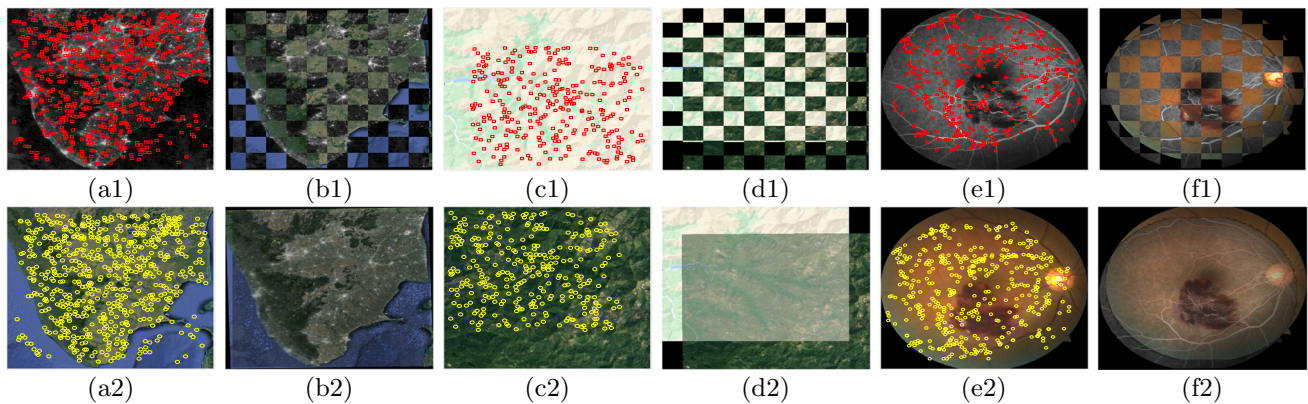 (a1) (b1) (c1) (d1) (e1) (f1)
(a2) (b2) (c2) (d2) (e2) (f2)